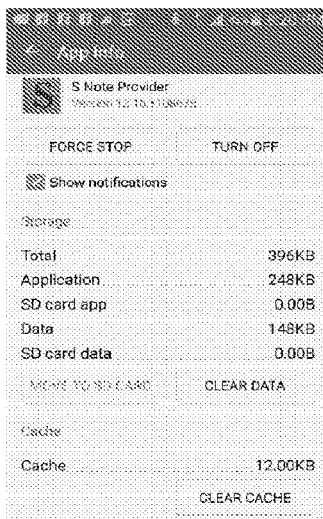 App info
S
S Note Provider
FORCE STOP TURN OFF
Show notifications
Storage
Total 396KB
Application 248KB
SD card app 0.00B
Data 148KB
SD card data 0.00B
MOVE TO SD CARD CLEAR DATA
Cache
Cache 12.00KB
CLEAR CACHE